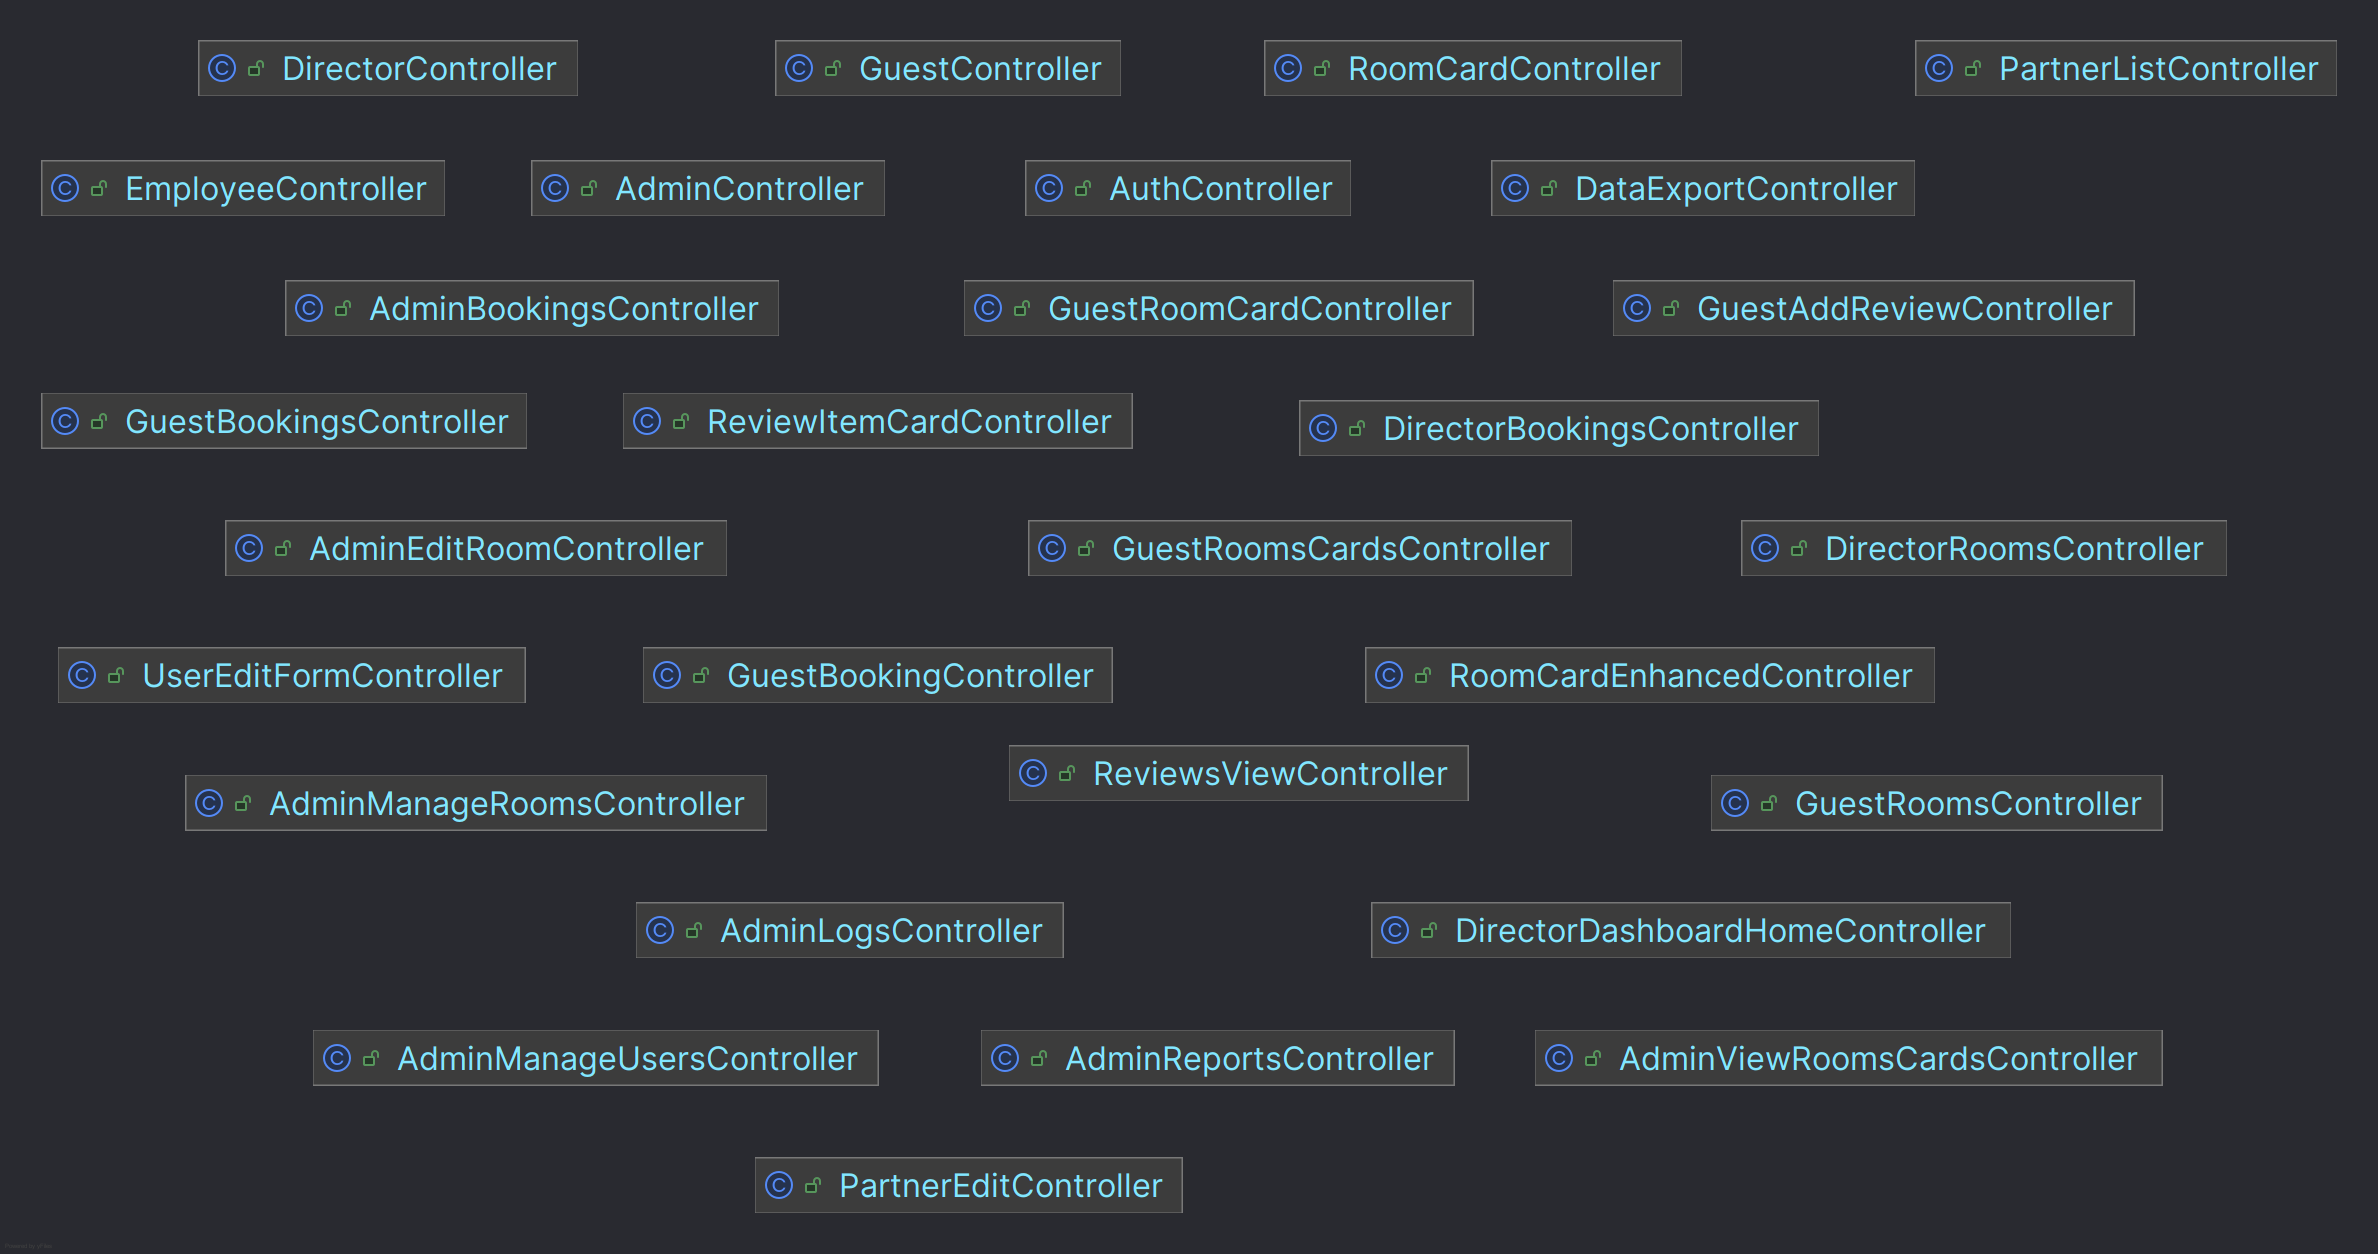 DirectorController
GuestController
RoomCardController
PartnerListController
EmployeeController
AdminController
AuthController
DataExportController
AdminBookingsController
GuestRoomCardController
GuestAddReviewController
GuestBookingsController
ReviewItemCardController
DirectorBookingsController
AdminEditRoomController
GuestRoomsCardsController
DirectorRoomsController
UserEditFormController
GuestBookingController
RoomCardEnhancedController
ReviewsViewController
AdminManageRoomsController
GuestRoomsController
AdminLogsController
DirectorDashboardHomeController
AdminManageUsersController
AdminReportsController
AdminViewRoomsCardsController
PartnerEditController